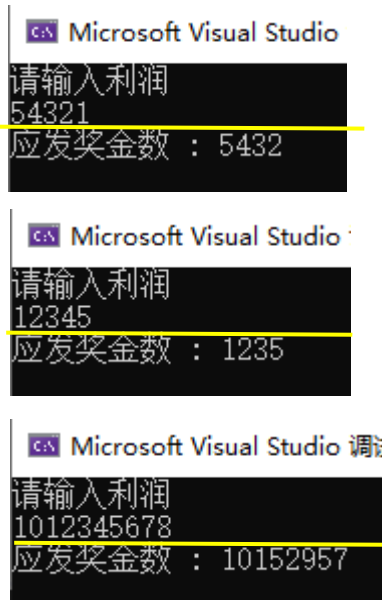 Microsoft Visual Studio
请输入利润
54321
应发奖金数 : 5432
Microsoft Visual Studio
请输入利润
12345
应发奖金数 : 1235
Microsoft Visual Studio 调试
请输入利润
1012345678
应发奖金数 : 10152957